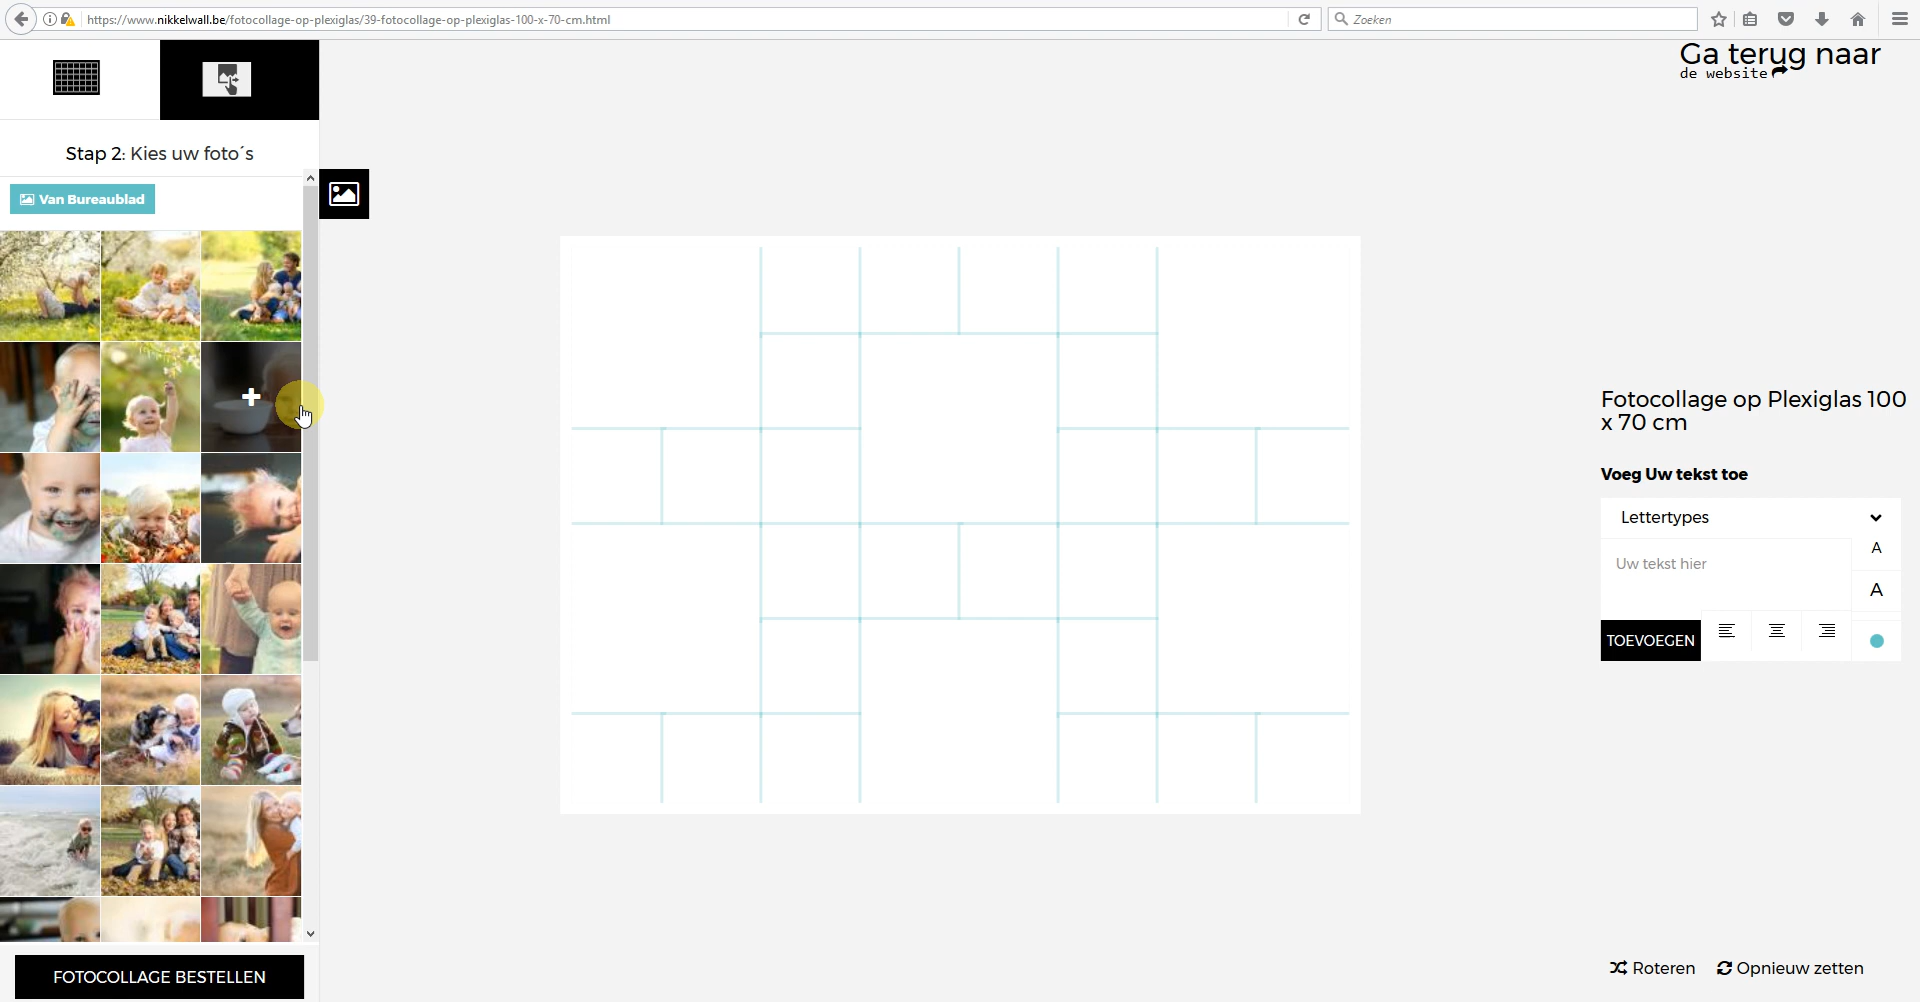 https://www.nikkelwall.be/fotocollage-op-plexiglas/39-fotocollage-op-plexiglas-100-x-70-cm.html
Zoeken
Ga terug naar
de website
Stap 2: Kies uw foto´s
Van Bureaublad
Fotocollage op Plexiglas 100
x 70 cm
Voeg Uw tekst toe
Lettertypes
A
Uw tekst hier
A
TOEVOEGEN
FOTOCOLLAGE BESTELLEN
Roteren
Opnieuw zetten